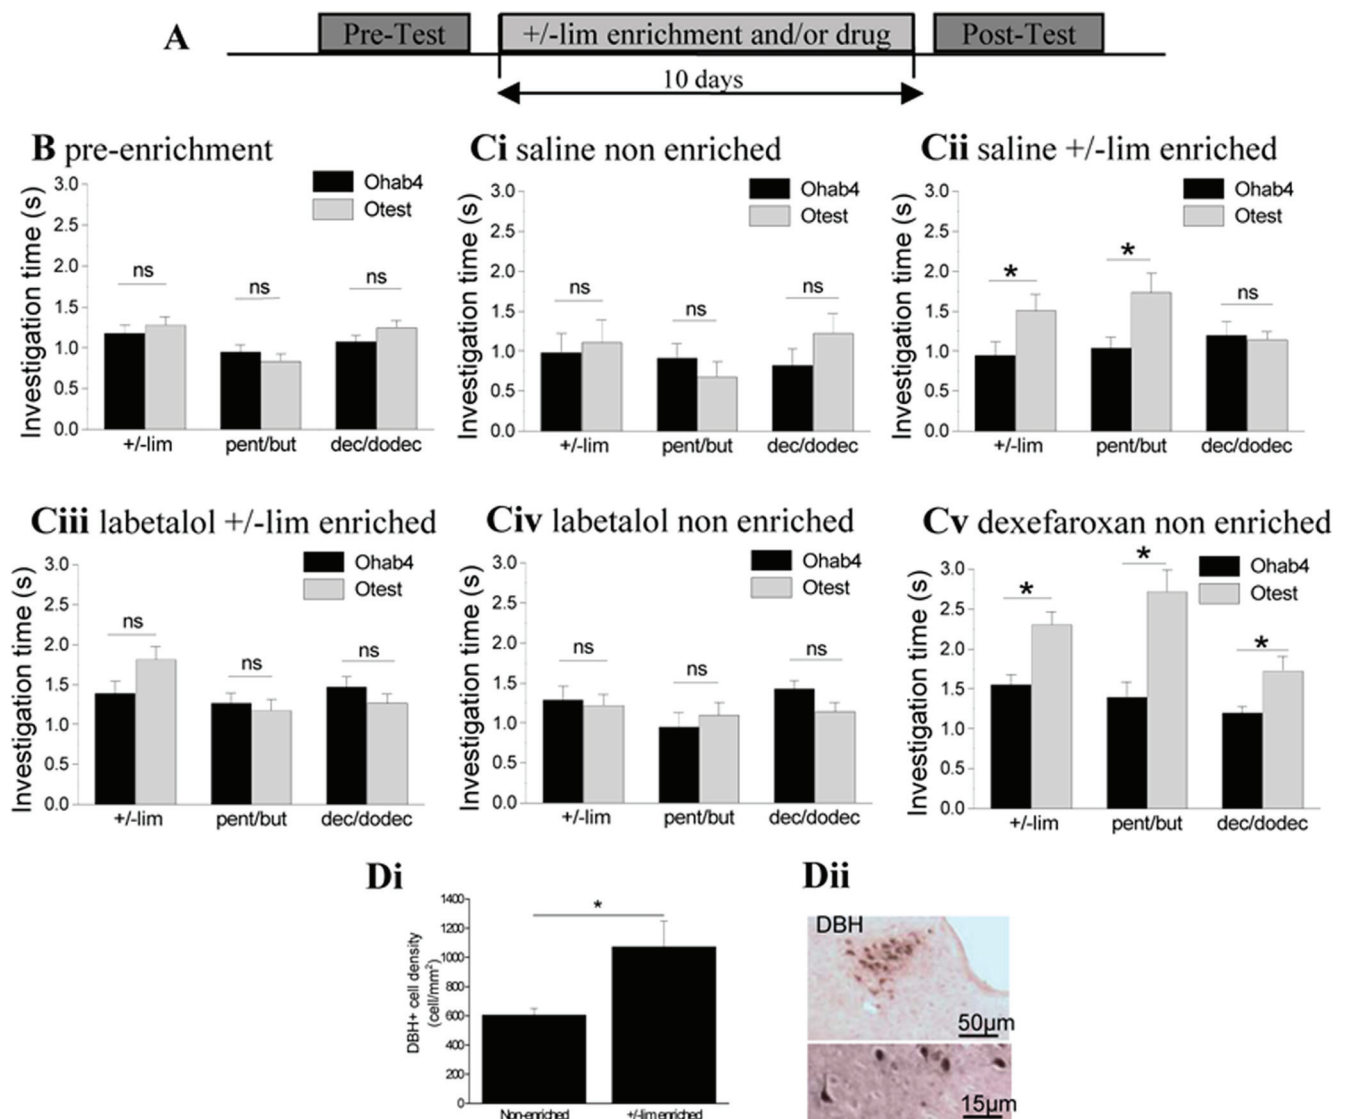 A
Pre-Test
+/-lim enrichment and/or drug
Post-Test
10 days
B pre-enrichment
Investigation time (s)
3.0
2.5
2.0
1.5
1.0
0.5
0.0
Ohab4
Otest
ns
ns
ns
+/-lim
pent/but
dec/dodec
Ci saline non enriched
Investigation time (s)
3.0
2.5
2.0
1.5
1.0
0.5
0.0
Ohab4
Otest
ns
ns
ns
+/-lim
pent/but
dec/dodec
Cii saline +/-lim enriched
Investigation time (s)
3.0
2.5
2.0
1.5
1.0
0.5
0.0
Ohab4
Otest
*
*
ns
+/-lim
pent/but
dec/dodec
Ciii labetalol +/-lim enriched
Investigation time (s)
3.0
2.5
2.0
1.5
1.0
0.5
0.0
Ohab4
Otest
ns
ns
ns
+/-lim
pent/but
dec/dodec
Civ labetalol non enriched
Investigation time (s)
3.0
2.5
2.0
1.5
1.0
0.5
0.0
Ohab4
Otest
ns
ns
ns
+/-lim
pent/but
dec/dodec
Cv dexefaroxan non enriched
Investigation time (s)
3.0
2.5
2.0
1.5
1.0
0.5
0.0
Ohab4
Otest
*
*
*
+/-lim
pent/but
dec/dodec
Di
DBH+ cell density
(cell/mm²)
1400
1200
1000
800
600
400
200
0
*
Non-enriched
+/-lim enriched
Dii
DBH
50µm
15µm